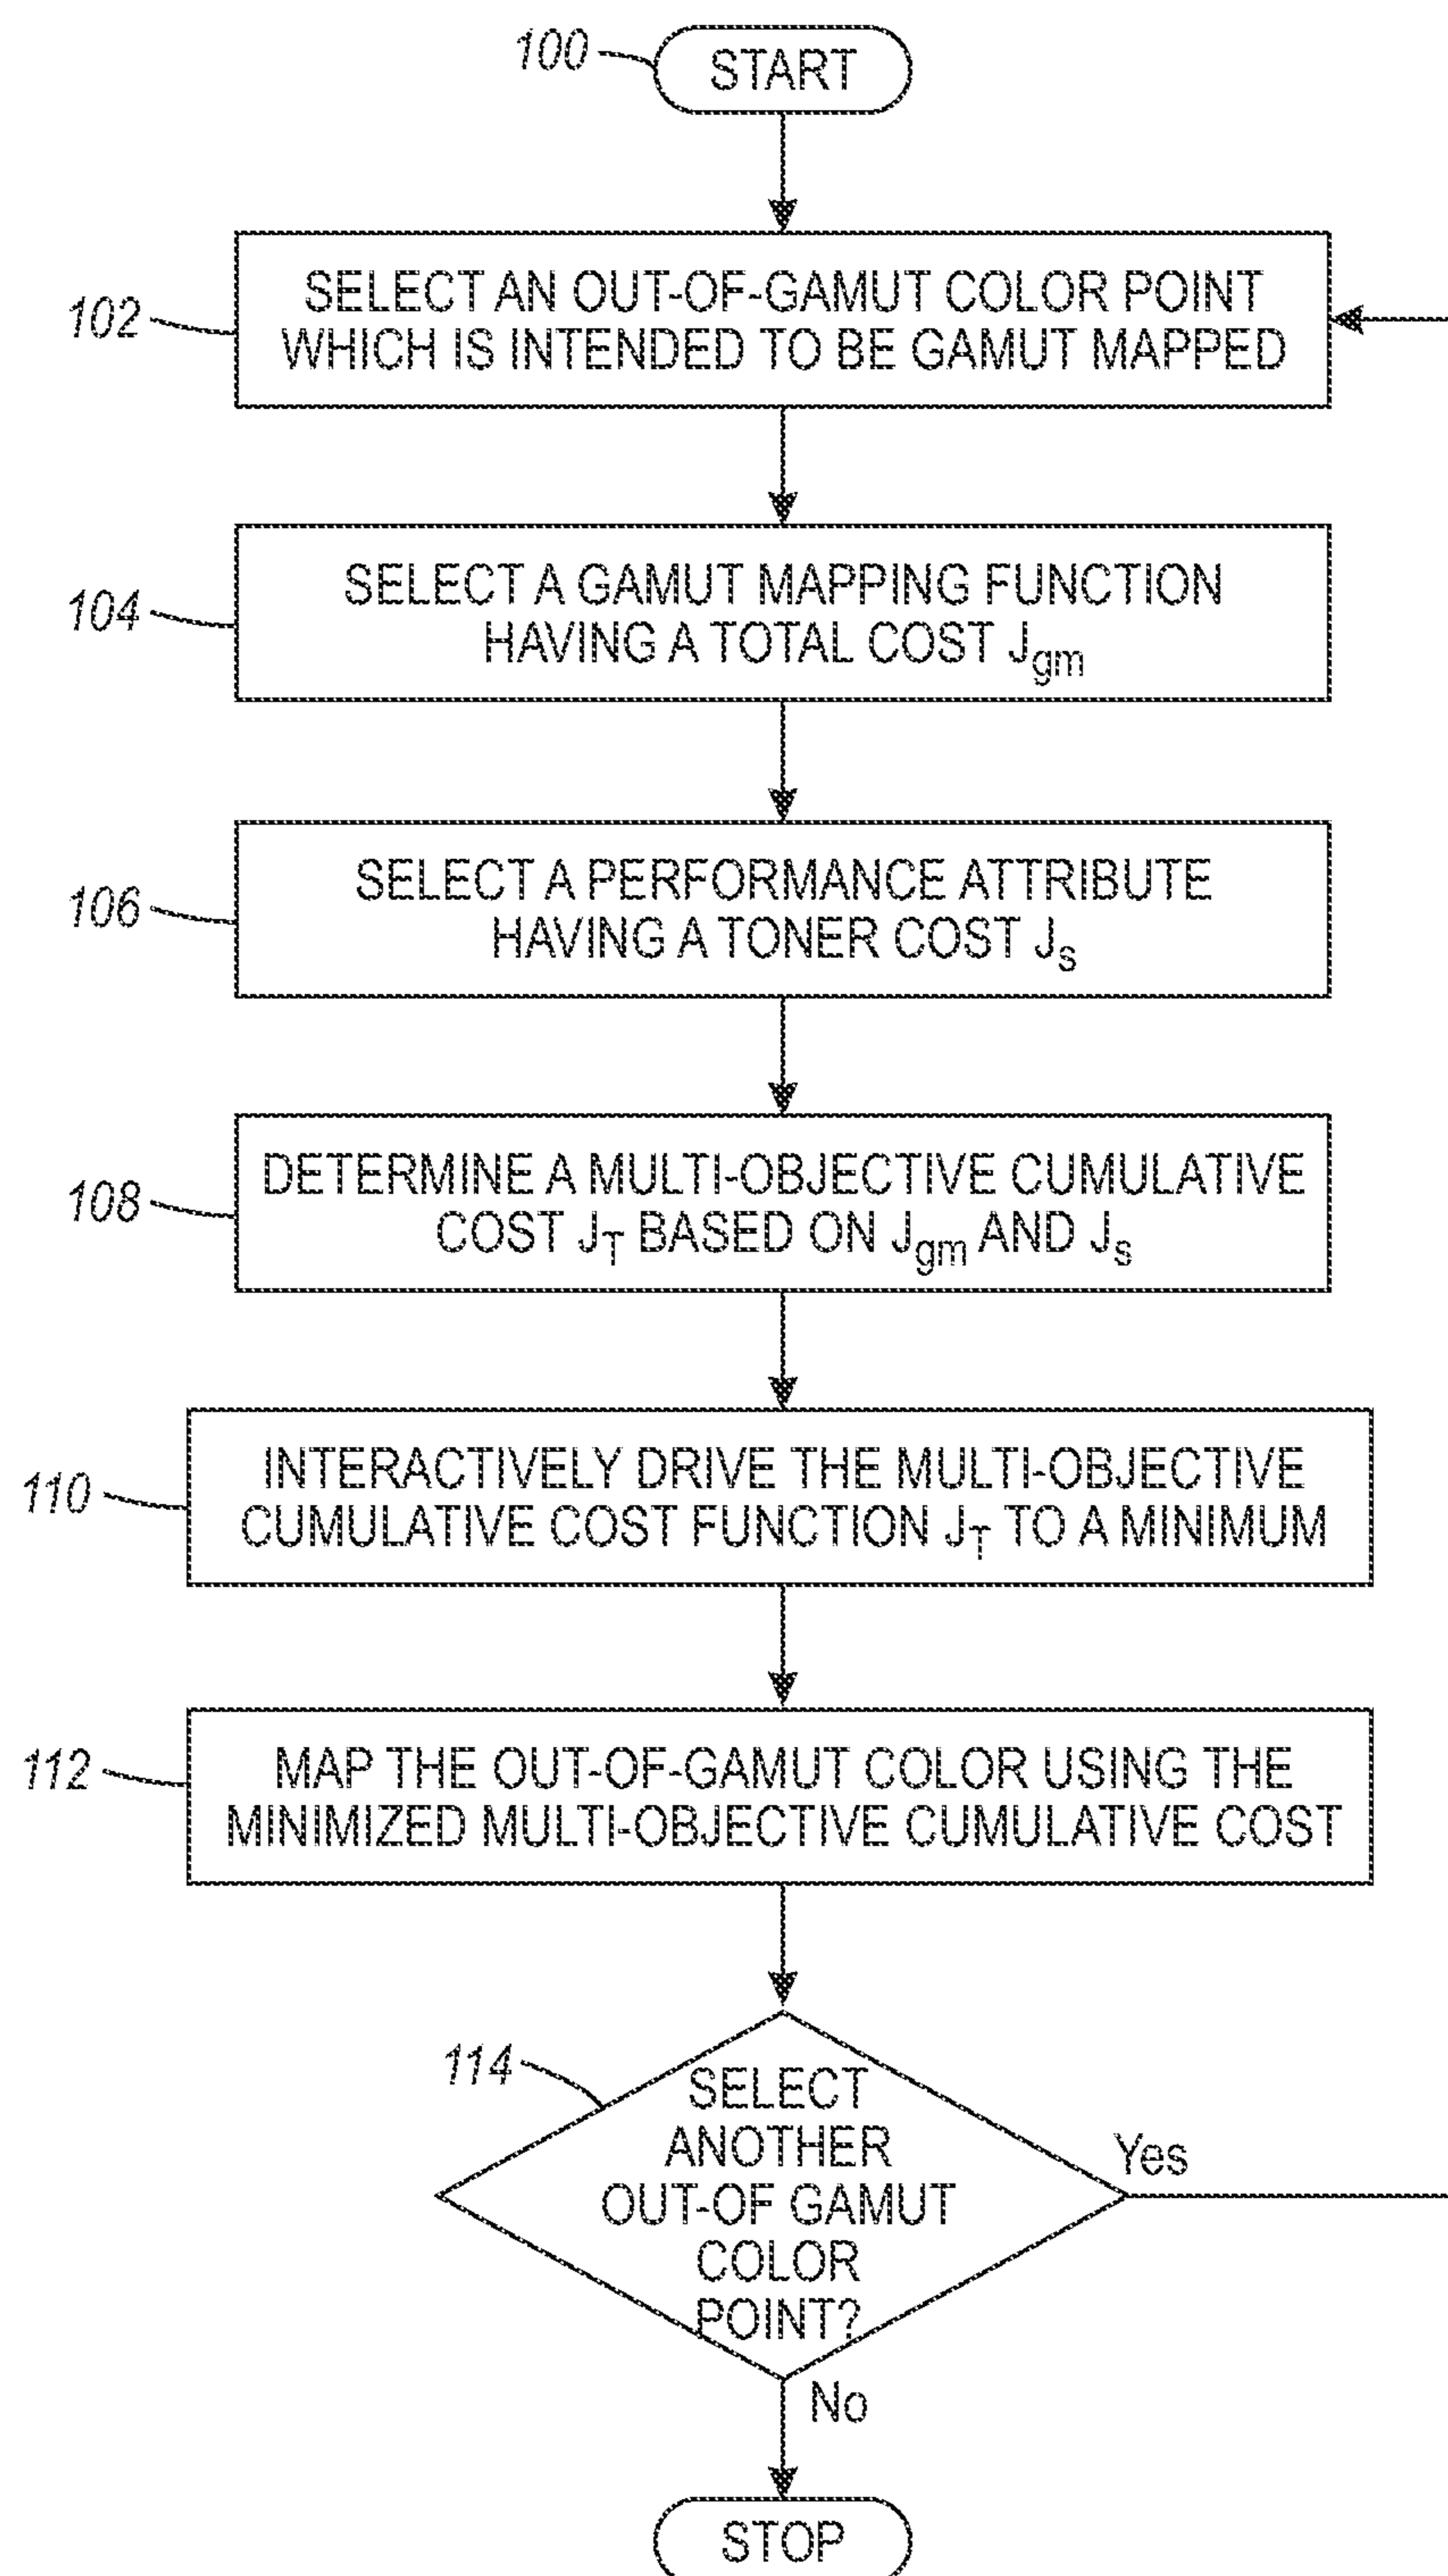 100
START
102
SELECT AN OUT-OF-GAMUT COLOR POINT
WHICH IS INTENDED TO BE GAMUT MAPPED
104
SELECT A GAMUT MAPPING FUNCTION
HAVING A TOTAL COST Jgm
106
SELECT A PERFORMANCE ATTRIBUTE
HAVING A TONER COST Js
108
DETERMINE A MULTI-OBJECTIVE CUMULATIVE
COST JT BASED ON Jgm AND Js
110
INTERACTIVELY DRIVE THE MULTI-OBJECTIVE
CUMULATIVE COST FUNCTION JT TO A MINIMUM
112
MAP THE OUT-OF-GAMUT COLOR USING THE
MINIMIZED MULTI-OBJECTIVE CUMULATIVE COST
114
SELECT
ANOTHER
OUT-OF GAMUT
COLOR
POINT?
Yes
No
STOP